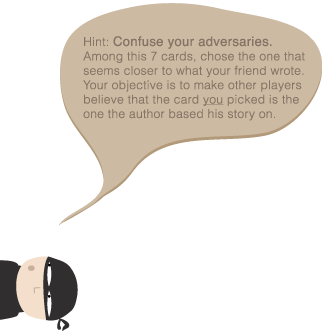 Hint: Confuse your adversaries.
Among this 7 cards, chose the one that
seems closer to what your friend wrote.
Your objective is to make other players
believe that the card you picked is the
one the author based his story on.